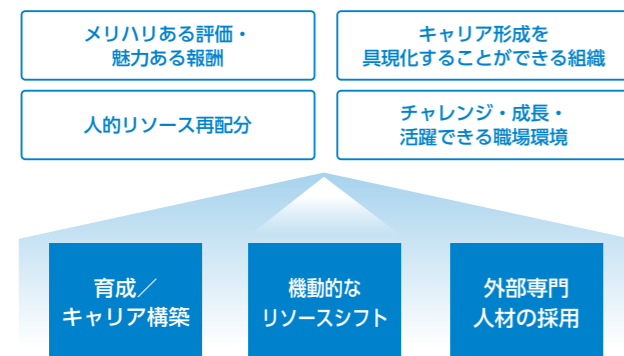 メリハリある評価・
魅力ある報酬
キャリア形成を
具現化することができる組織
人的リソース再配分
チャレンジ・成長・
活躍できる職場環境
育成／
キャリア構築
機動的な
リソースシフト
外部専門
人材の採用